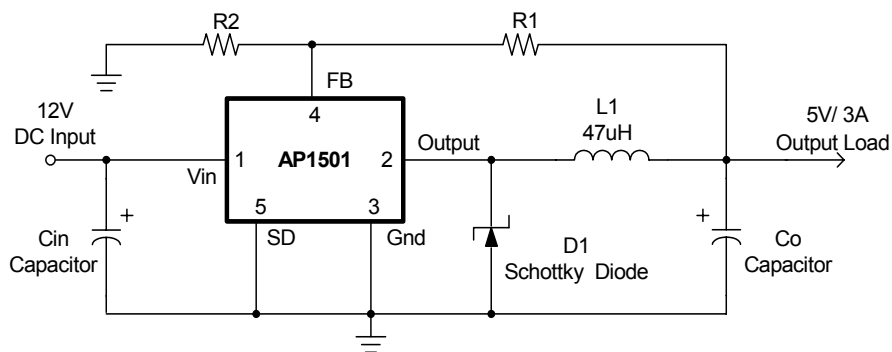 R2
R1
FB
4
12V
DC Input
L1
47uH
5V/ 3A
Output Load
Vin
1
AP1501
2
Output
5
3
SD
Gnd
Cin
Capacitor
+
D1
Schottky Diode
+
Co
Capacitor